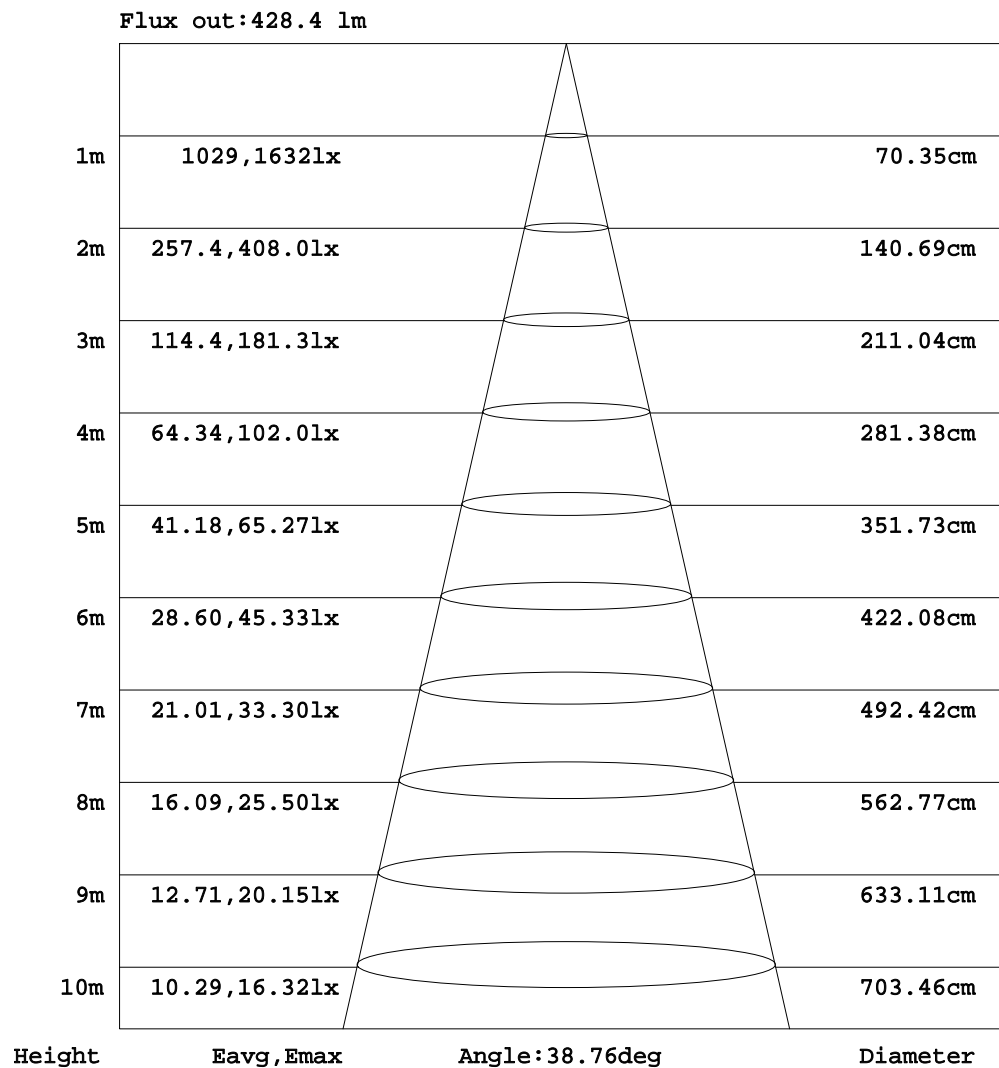 Flux out:428.4 lm
1m 1029,1632lx 70.35cm
2m 257.4,408.0lx 140.69cm
3m 114.4,181.3lx 211.04cm
4m 64.34,102.0lx 281.38cm
5m 41.18,65.27lx 351.73cm
6m 28.60,45.33lx 422.08cm
7m 21.01,33.30lx 492.42cm
8m 16.09,25.50lx 562.77cm
9m 12.71,20.15lx 633.11cm
10m 10.29,16.32lx 703.46cm
Height Eavg,Emax Angle:38.76deg Diameter